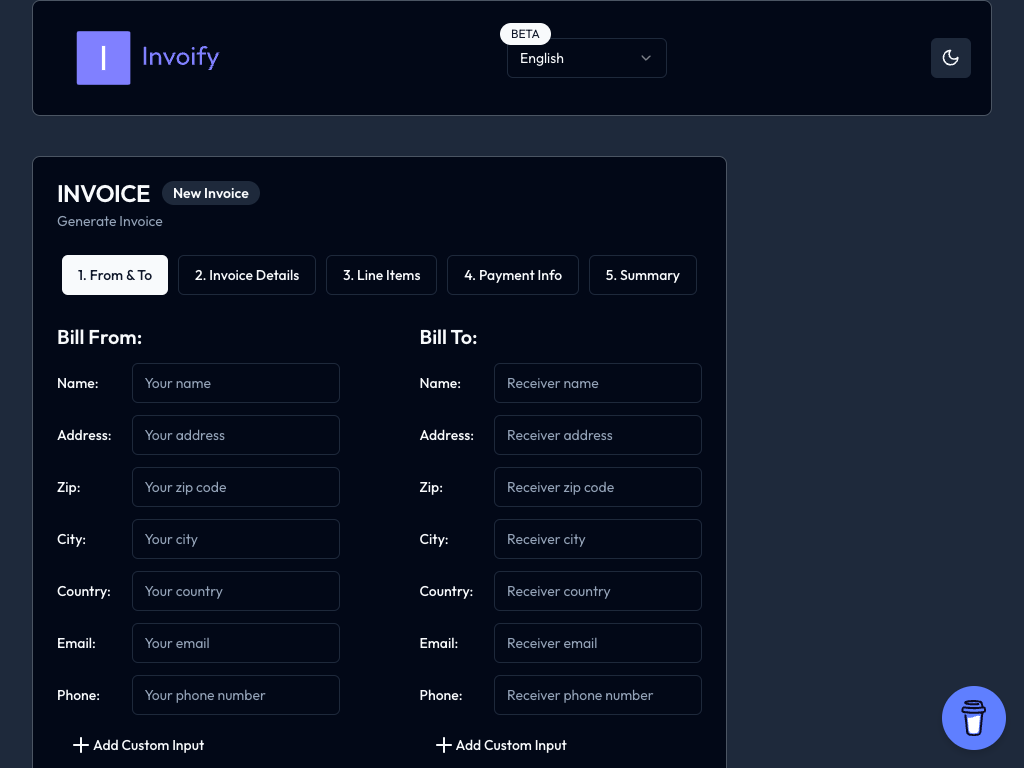 I Invoify
BETA
English
INVOICE New Invoice
Generate Invoice
1. From & To 2. Invoice Details 3. Line Items 4. Payment Info 5. Summary
Bill From:
Name: Your name
Address: Your address
Zip: Your zip code
City: Your city
Country: Your country
Email: Your email
Phone: Your phone number
Add Custom Input
Bill To:
Name: Receiver name
Address: Receiver address
Zip: Receiver zip code
City: Receiver city
Country: Receiver country
Email: Receiver email
Phone: Receiver phone number
Add Custom Input